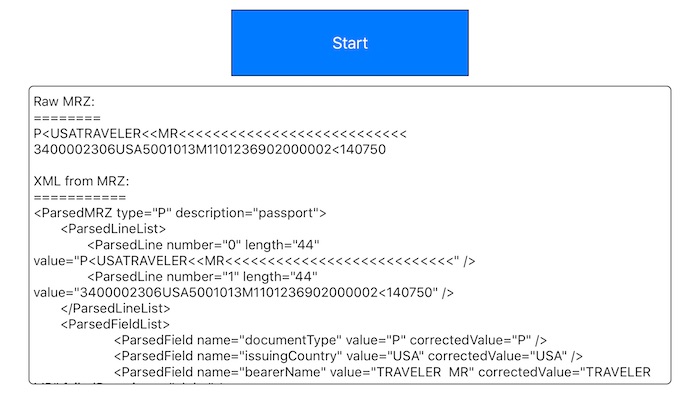 Start
Raw MRZ:
========
P<USATRAVELER<<MR<<<<<<<<<<<<<<<<<<<<<<<<<<<
3400002306USA5001013M1101236902000002<140750
XML from MRZ:
===========
<ParsedMRZ type="P" description="passport">
<ParsedLineList>
<ParsedLine number="0" length="44"
value="P<USATRAVELER<<MR<<<<<<<<<<<<<<<<<<<<<<<<<<<" />
<ParsedLine number="1" length="44"
value="3400002306USA5001013M1101236902000002<140750" />
</ParsedLineList>
<ParsedFieldList>
<ParsedField name="documentType" value="P" correctedValue="P" />
<ParsedField name="issuingCountry" value="USA" correctedValue="USA" />
<ParsedField name="bearerName" value="TRAVELER  MR" correctedValue="TRAVELER